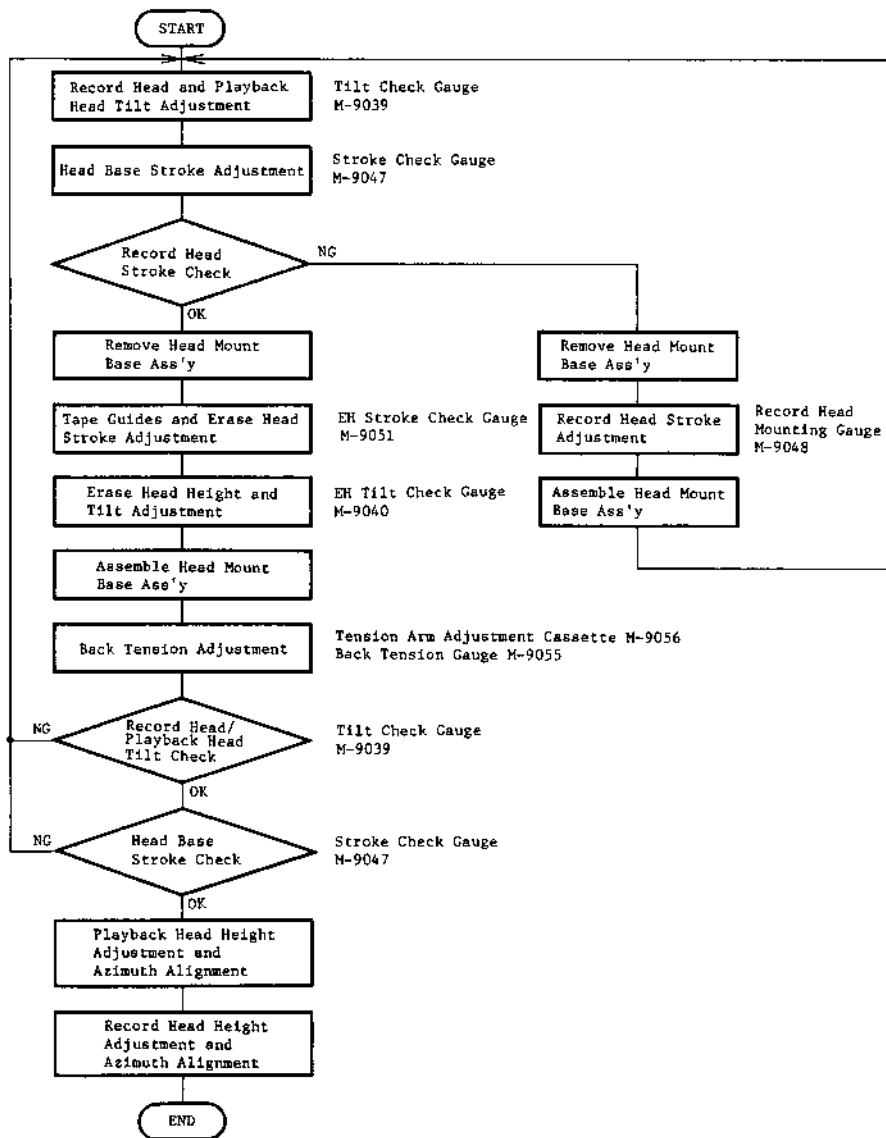 START
Record Head and Playback
Head Tilt Adjustment
Tilt Check Gauge
M-9039
Head Base Stroke Adjustment
Stroke Check Gauge
M-9047
Record Head
Stroke Check
NG
OK
Remove Head Mount
Base Ass'y
Remove Head Mount
Base Ass'y
Tape Guides and Erase Head
Stroke Adjustment
EH Stroke Check Gauge
M-9051
Record Head Stroke
Adjustment
Record Head
Mounting Gauge
M-9048
Erase Head Height and
Tilt Adjustment
EH Tilt Check Gauge
M-9040
Assemble Head Mount
Base Ass'y
Assemble Head Mount
Base Ass'y
Back Tension Adjustment
Tension Arm Adjustment Cassette M-9056
Back Tension Gauge M-9055
NG
Record Head/
Playback Head
Tilt Check
Tilt Check Gauge
M-9039
OK
NG
Head Base
Stroke Check
Stroke Check Gauge
M-9047
OK
Playback Head Height
Adjustment and
Azimuth Alignment
Record Head Height
Adjustment and
Azimuth Alignment
END